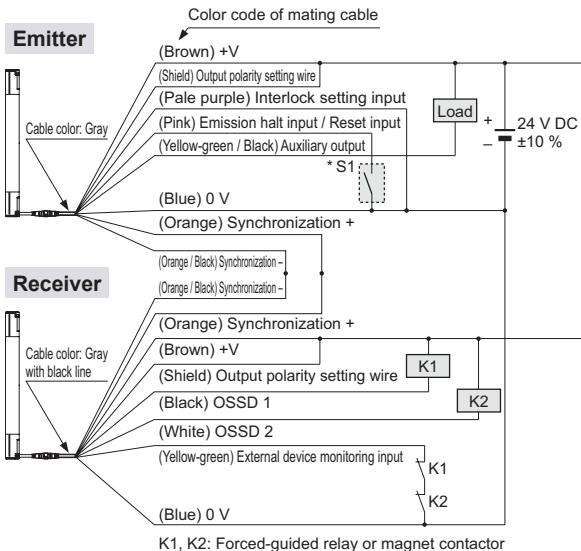 Color code of mating cable
Emitter
(Brown) +V
(Shield) Output polarity setting wire
(Pale purple) Interlock setting input
(Pink) Emission halt input / Reset input
(Yellow-green / Black) Auxiliary output
Cable color: Gray
Load
+
–
24 V DC
±10 %
* S1
(Blue) 0 V
(Orange) Synchronization +
(Orange / Black) Synchronization –
(Orange / Black) Synchronization –
Receiver
(Orange) Synchronization +
(Brown) +V
Cable color: Gray
with black line
(Shield) Output polarity setting wire
K1
(Black) OSSD 1
K2
(White) OSSD 2
(Yellow-green) External device monitoring input
K1
K2
(Blue) 0 V
K1, K2: Forced-guided relay or magnet contactor